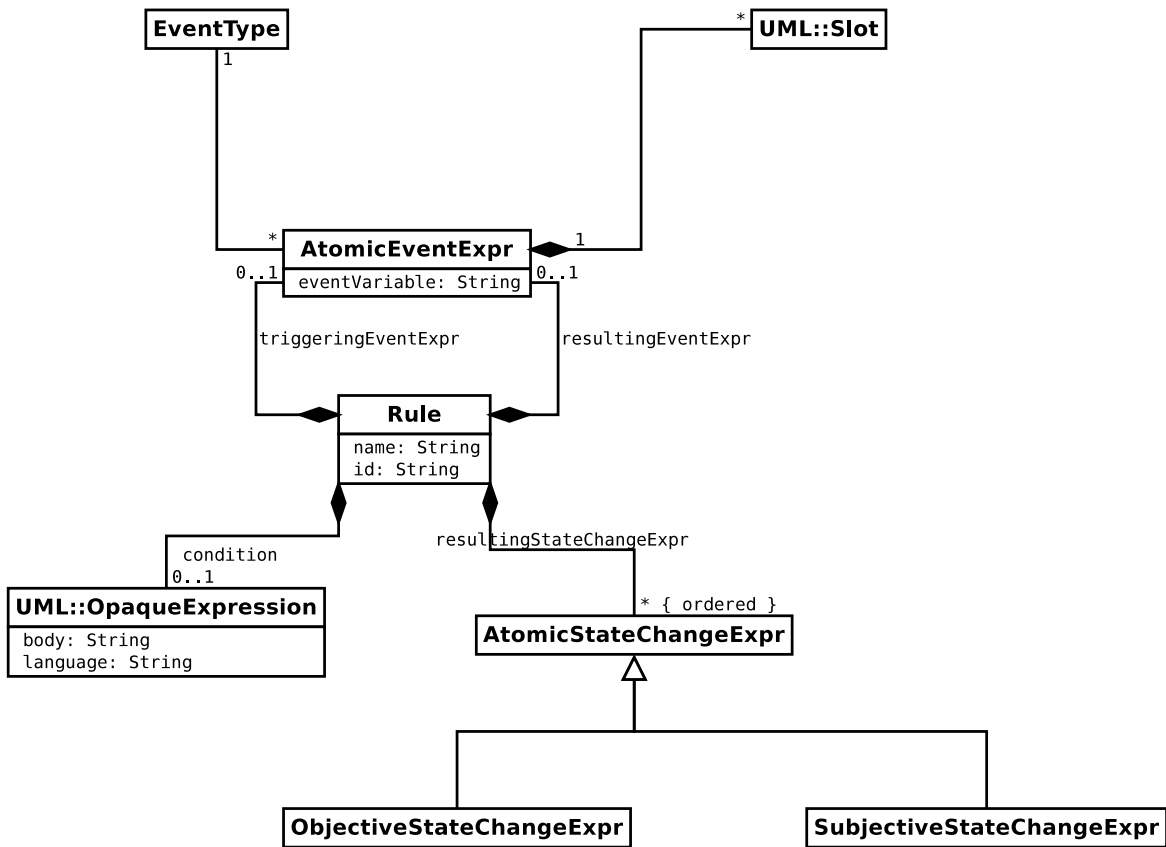 EventType
*
UML::Slot
1
*
AtomicEventExpr
1
0..1
eventVariable: String
0..1
triggeringEventExpr
resultingEventExpr
Rule
name: String
id: String
resultingStateChangeExpr
condition
0..1
* { ordered }
UML::OpaqueExpression
body: String
language: String
AtomicStateChangeExpr
ObjectiveStateChangeExpr
SubjectiveStateChangeExpr